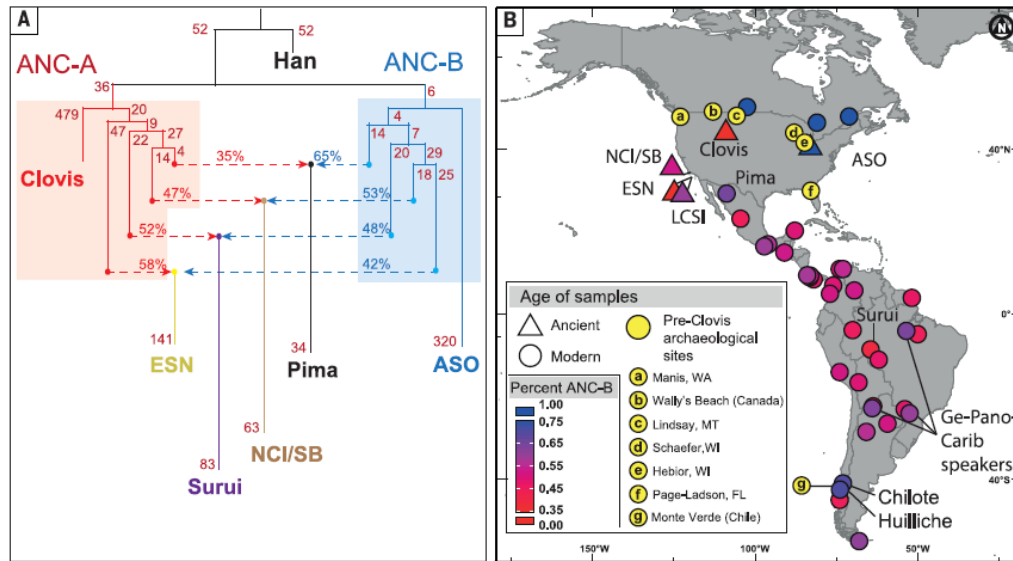 A
52
52
Han
ANC-A
ANC-B
36
6
479
20
47
9
22
27
14
4
4
14
7
20
29
18
25
Clovis
35%
65%
47%
53%
52%
48%
58%
42%
141
ESN
34
Pima
320
ASO
63
NCI/SB
83
Surui
B
N
a
b
c
d
e
Clovis
ASO
NCI/SB
ESN
LCSI
Pima
f
40°N
0°
40°S
Surui
Ge-Pano-
Carib
speakers
g
Chilote
Huilliche
Age of samples
Ancient
Modern
Pre-Clovis
archaeological
sites
Percent ANC-B
1.00
0.75
0.65
0.55
0.45
0.35
0.00
a Manis, WA
b Wally's Beach (Canada)
c Lindsay, MT
d Schaefer,WI
e Hebior, WI
f Page-Ladson, FL
g Monte Verde (Chile)
150°W
100°W
50°W